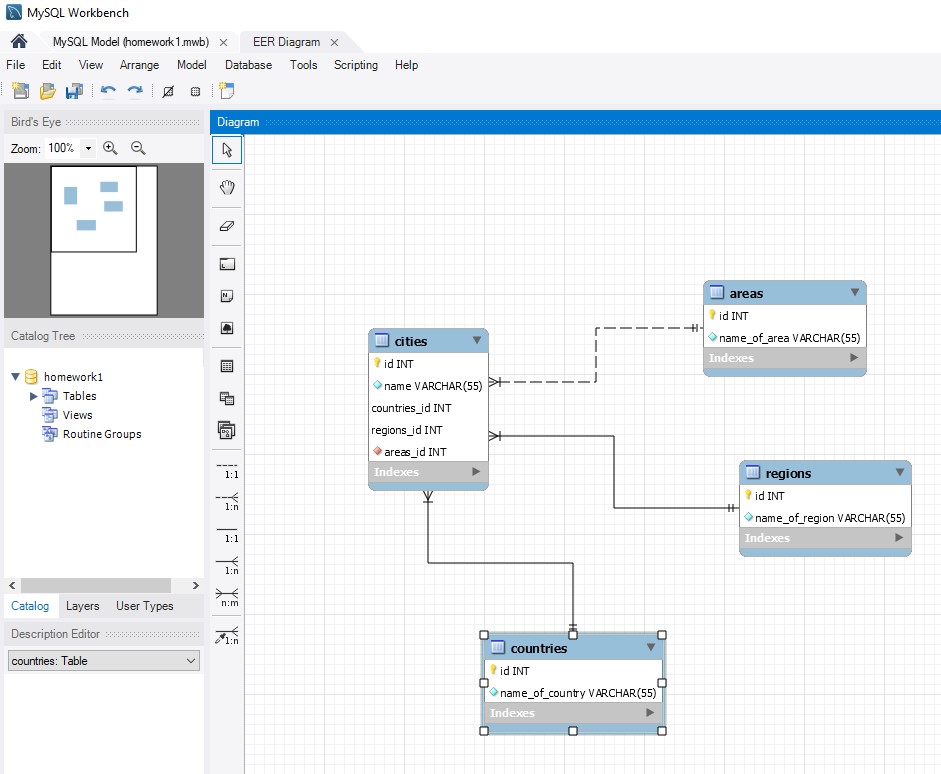 MySQL Workbench
MySQL Model (homework1.mwb) ×
EER Diagram ×
File Edit View Arrange Model Database Tools Scripting Help
Bird's Eye
Zoom: 100%
Catalog Tree
homework1
Tables
Views
Routine Groups
Catalog Layers User Types
Description Editor
countries: Table
Diagram
N
1:1
1:n
1:1
1:n
n:m
1:n
cities
id INT
name VARCHAR(55)
countries_id INT
regions_id INT
areas_id INT
Indexes
areas
id INT
name_of_area VARCHAR(55)
Indexes
regions
id INT
name_of_region VARCHAR(55)
Indexes
countries
id INT
name_of_country VARCHAR(55)
Indexes